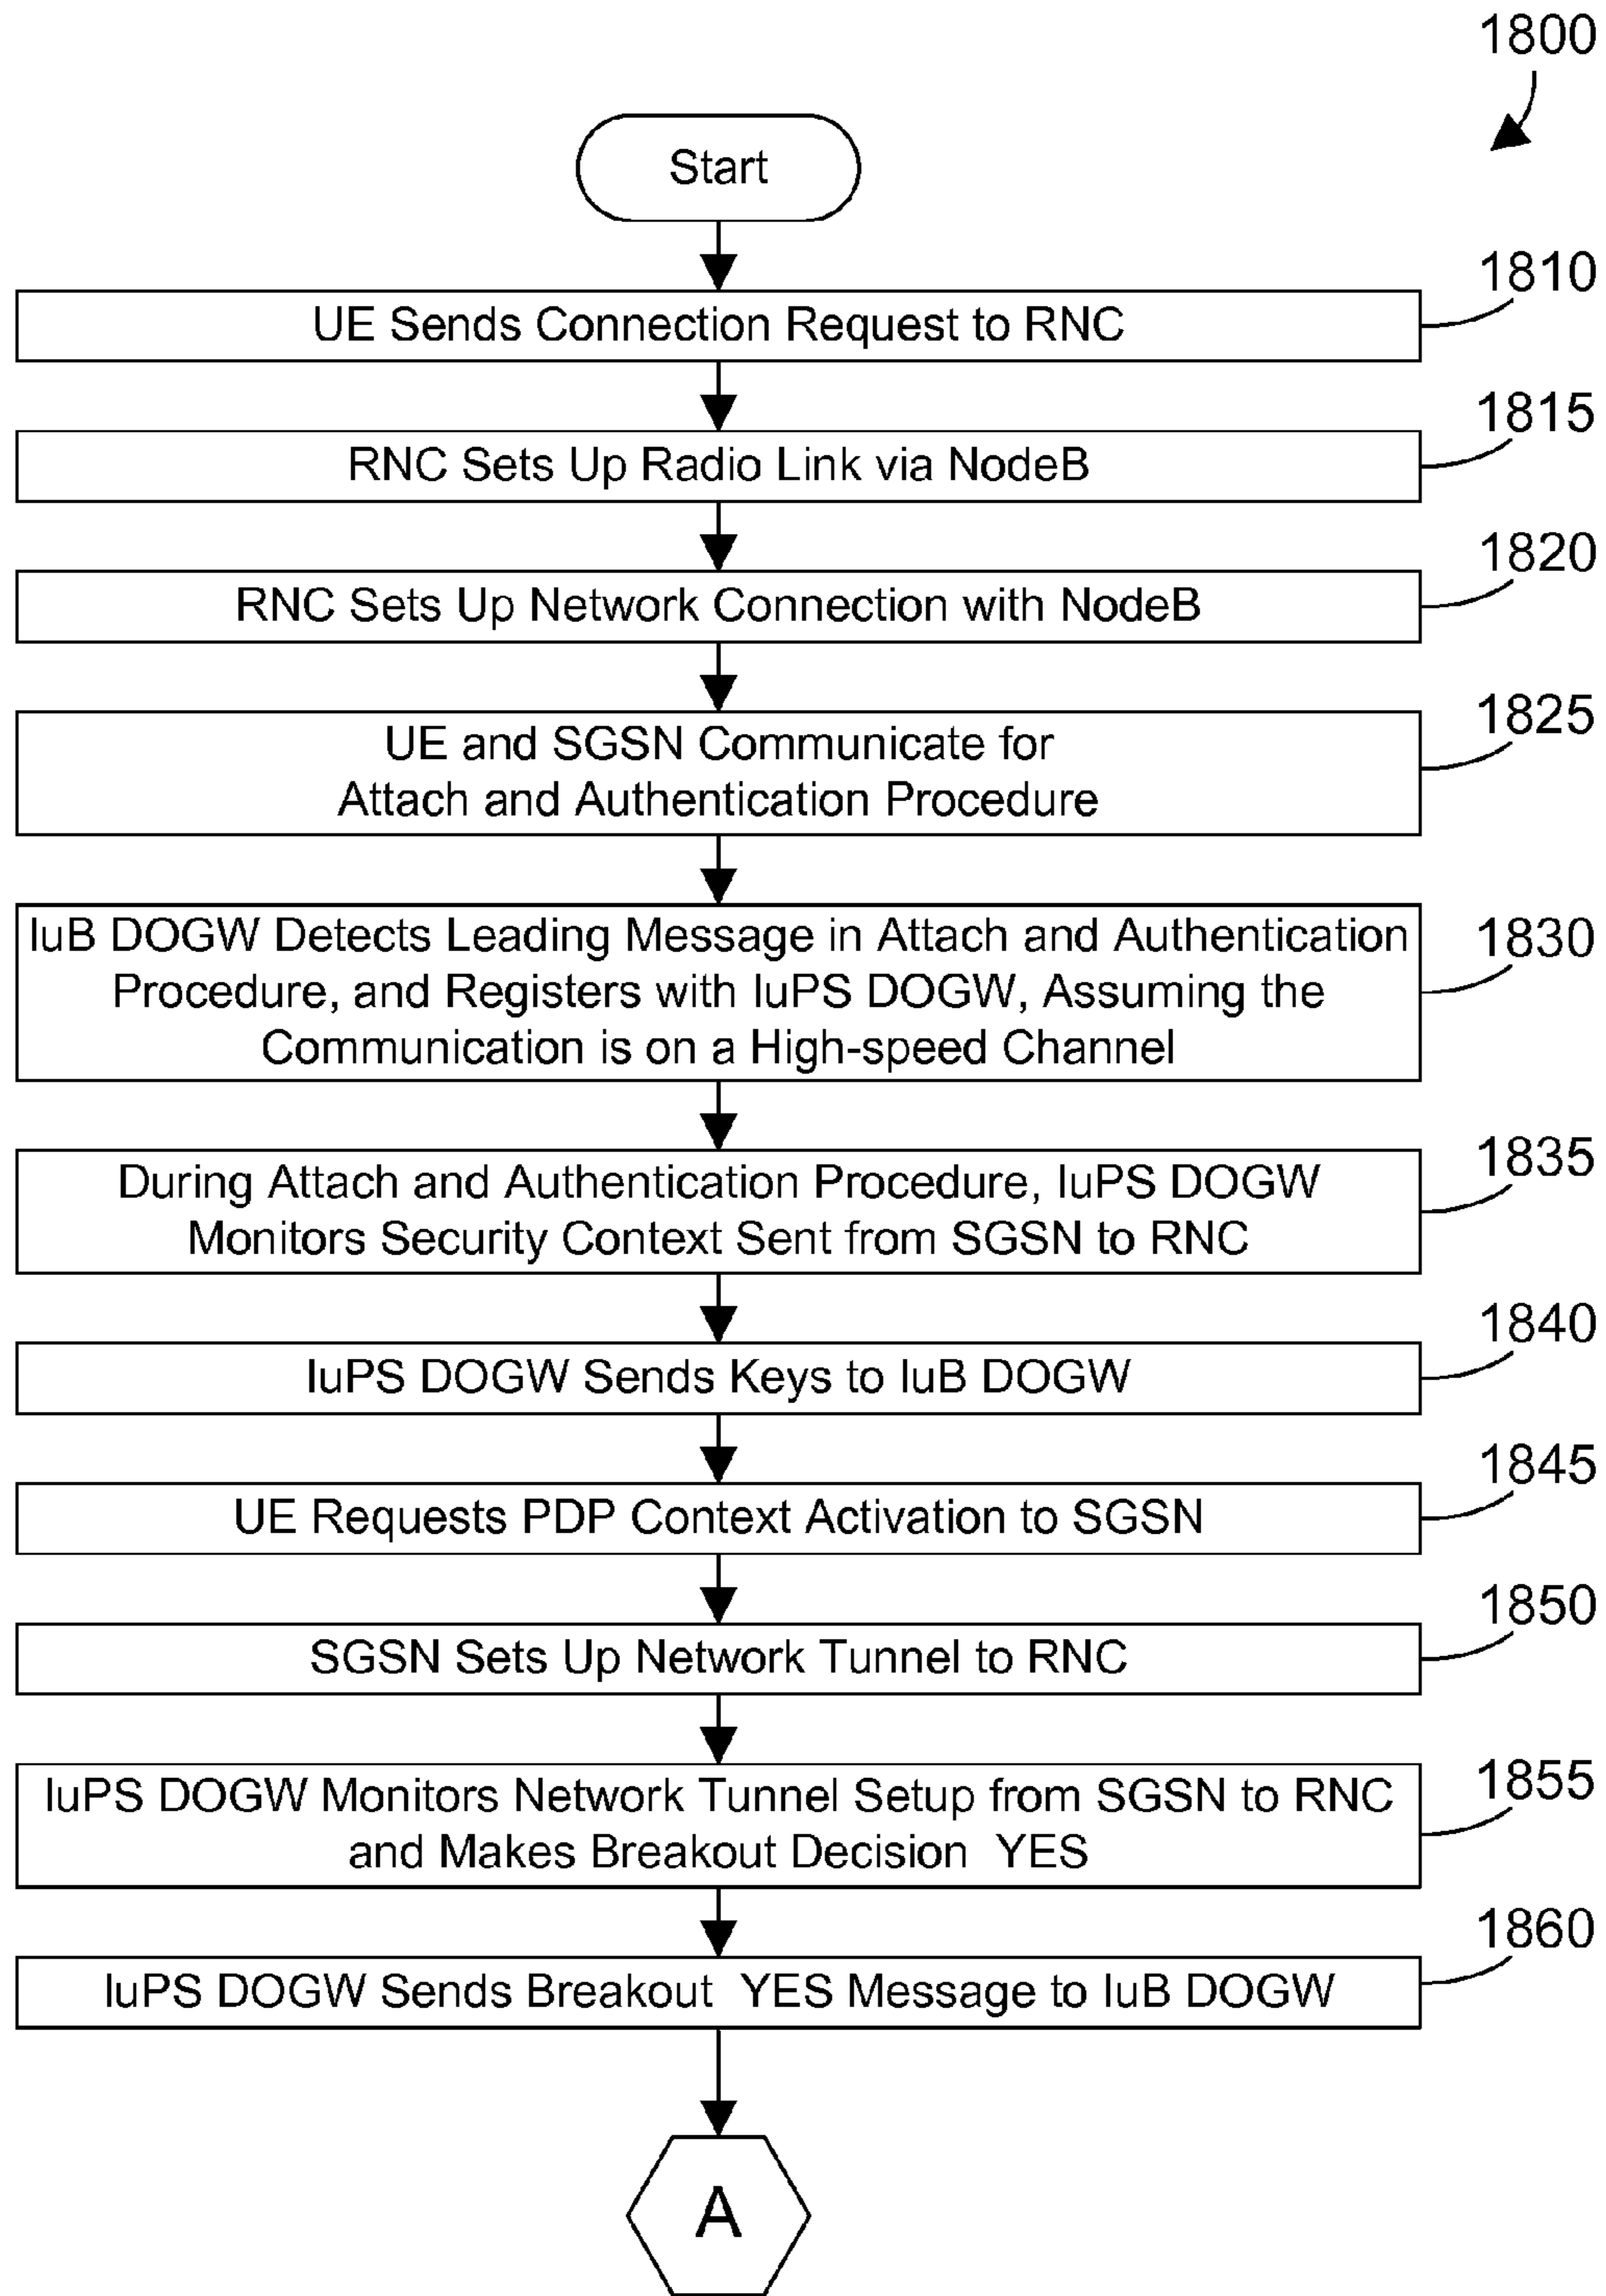 1800
Start
1810
UE Sends Connection Request to RNC
1815
RNC Sets Up Radio Link via NodeB
1820
RNC Sets Up Network Connection with NodeB
1825
UE and SGSN Communicate for
Attach and Authentication Procedure
1830
IuB DOGW Detects Leading Message in Attach and Authentication
Procedure, and Registers with IuPS DOGW, Assuming the
Communication is on a High-speed Channel
1835
During Attach and Authentication Procedure, IuPS DOGW
Monitors Security Context Sent from SGSN to RNC
1840
IuPS DOGW Sends Keys to IuB DOGW
1845
UE Requests PDP Context Activation to SGSN
1850
SGSN Sets Up Network Tunnel to RNC
1855
IuPS DOGW Monitors Network Tunnel Setup from SGSN to RNC
and Makes Breakout Decision YES
1860
IuPS DOGW Sends Breakout YES Message to IuB DOGW
A